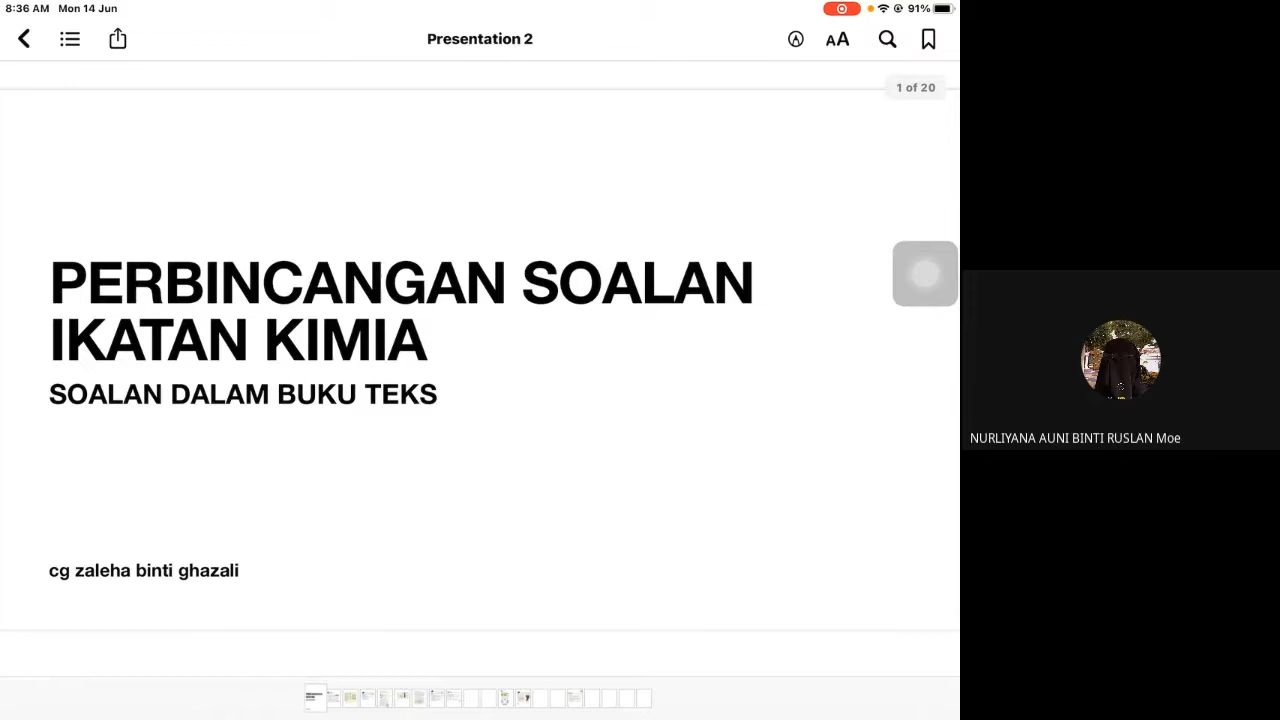 8:36 AM Mon 14 Jun
91%
Presentation 2
AA
1 of 20
PERBINCANGAN SOALAN
IKATAN KIMIA
SOALAN DALAM BUKU TEKS
cg zaleha binti ghazali
NURLIYANA AUNI BINTI RUSLAN Moe